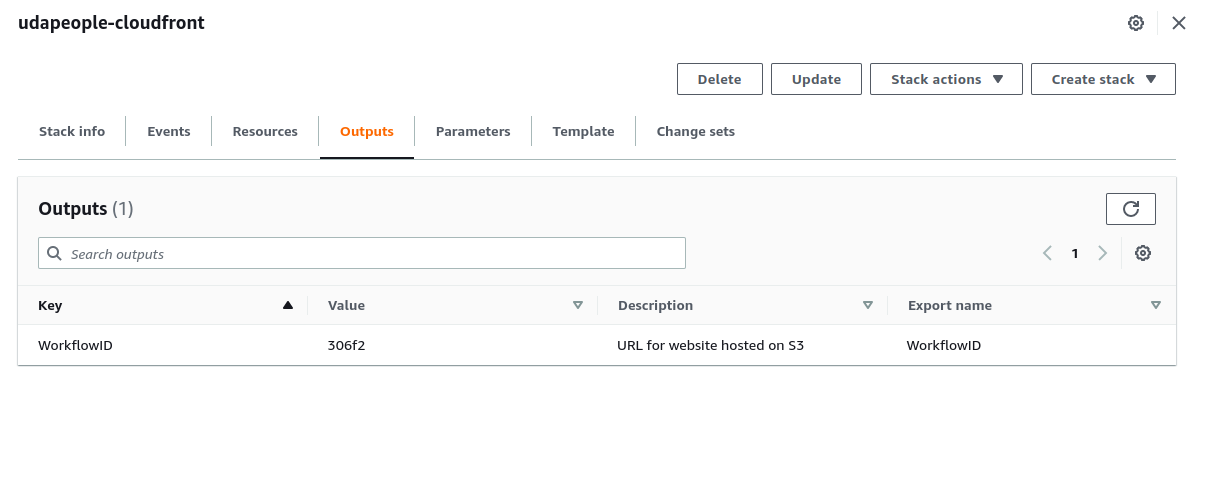 udapeople-cloudfront
Delete Update Stack actions Create stack
Stack info Events Resources Outputs Parameters Template Change sets
Outputs (1)
Search outputs 1
Key Value Description Export name
WorkflowID 306f2 URL for website hosted on S3 WorkflowID